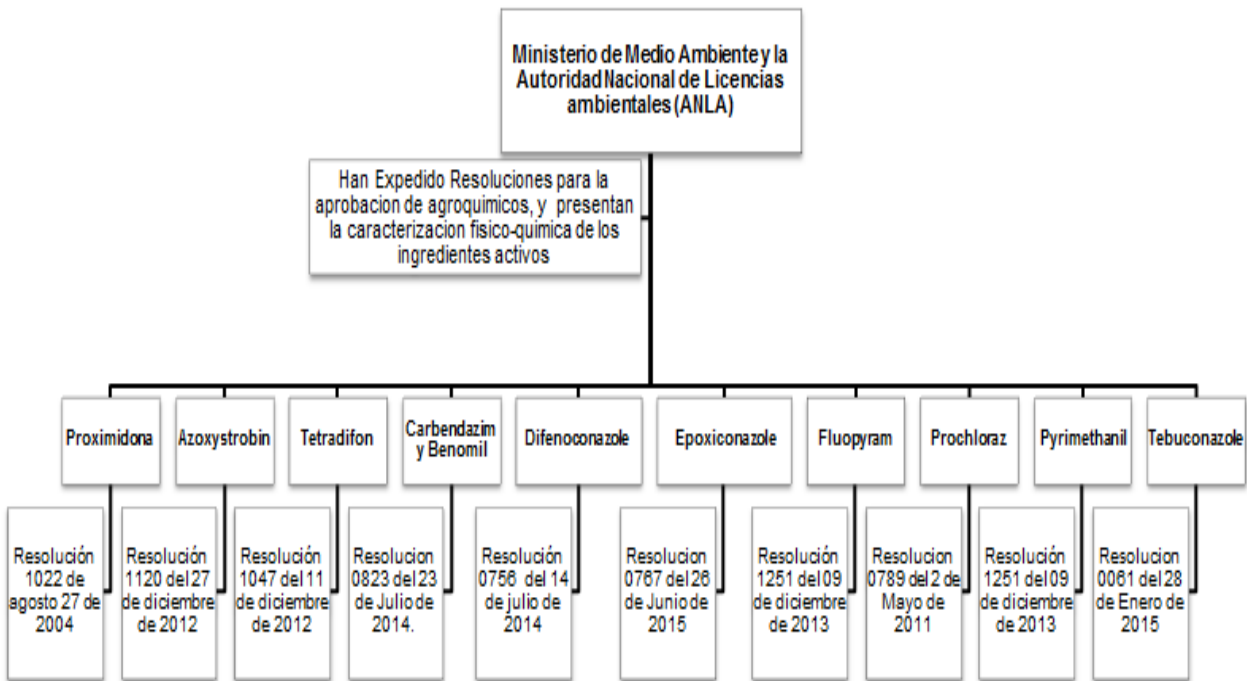 Ministerio de Medio Ambiente y la
Autoridad Nacional de Licencias
ambientales (ANLA)
Han Expedido Resoluciones para la
aprobacion de agroquimicos, y presentan
la caracterizacion fisico-quimica de los
ingredientes activos
Proximidona
Azoxystrobin
Tetradifon
Carbendazim
y Benomil
Difenoconazole
Epoxiconazole
Fluopyram
Prochloraz
Pyrimethanil
Tebuconazole
Resolución
1022 de
agosto 27 de
2004
Resolución
1120 del 27
de diciembre
de 2012
Resolución
1047 del 11
de diciembre
de 2012
Resolucion
0823 del 23
de Julio de
2014.
Resolución
0756 del 14
de julio de
2014
Resolucion
0767 del 26
de Junio de
2015
Resolución
1251 del 09
de diciembre
de 2013
Resolucion
0789 del 2 de
Mayo de
2011
Resolución
1251 del 09
de diciembre
de 2013
Resolucion
0061 del 28
de Enero de
2015